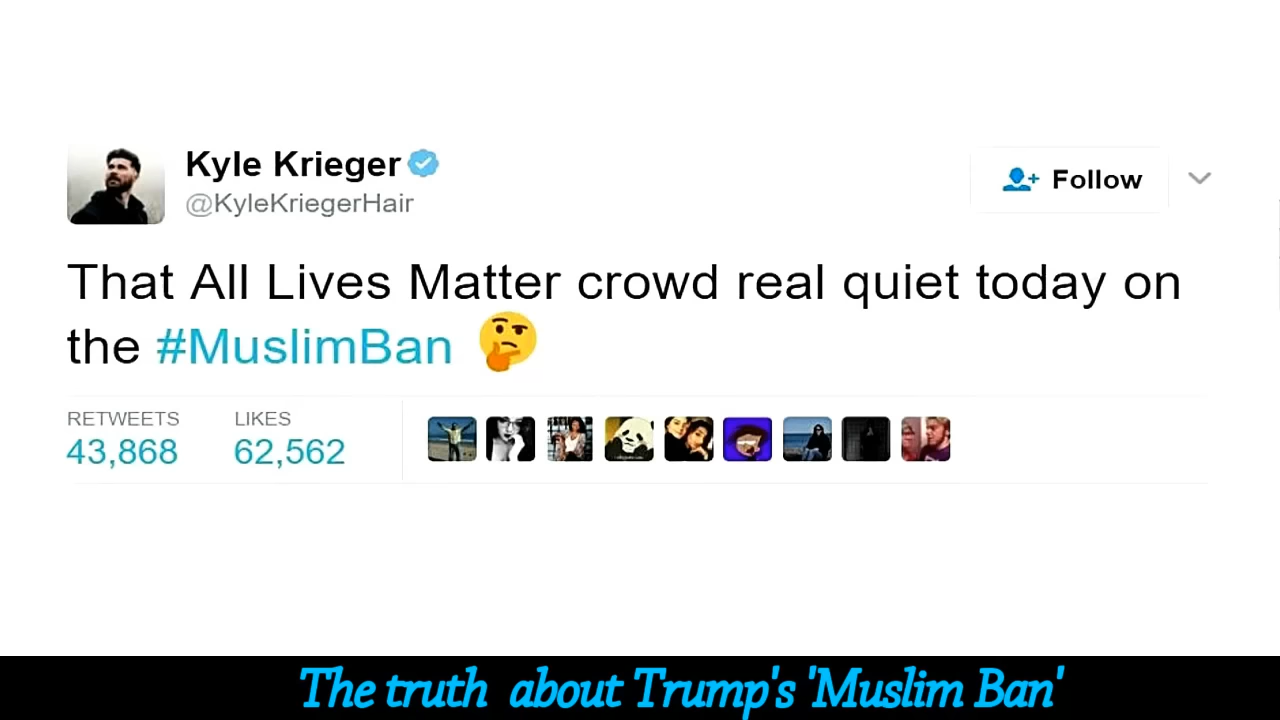 Kyle Krieger
@KyleKriegerHair
Follow
That All Lives Matter crowd real quiet today on
the #MuslimBan 🤔
RETWEETS LIKES
43,868 62,562
The truth about Trump's 'Muslim Ban'